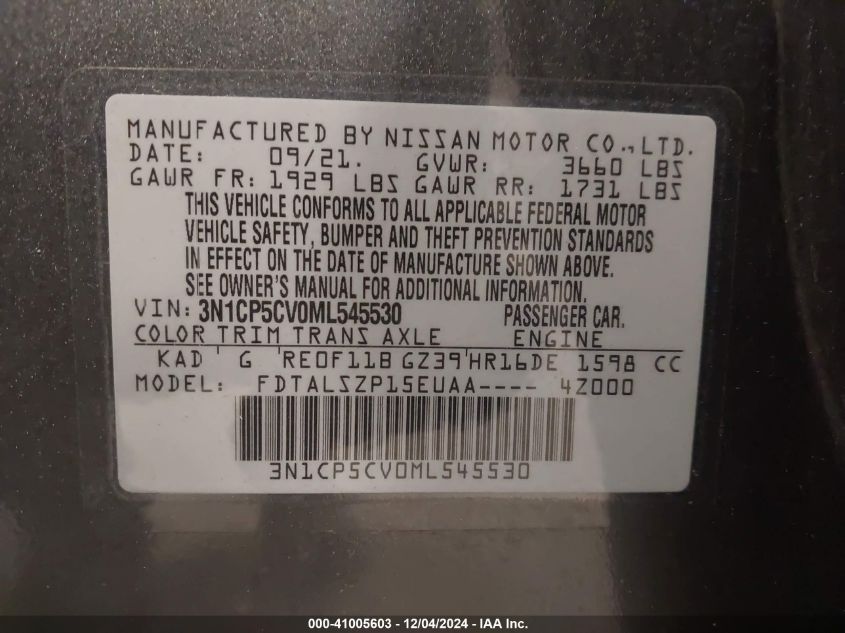 MANUFACTURED BY NISSAN MOTOR CO., LTD.
DATE: 09/21. GVWR: 3660 LBS
GAWR FR: 1929 LBS GAWR RR: 1731 LBS
THIS VEHICLE CONFORMS TO ALL APPLICABLE FEDERAL MOTOR
VEHICLE SAFETY, BUMPER AND THEFT PREVENTION STANDARDS
IN EFFECT ON THE DATE OF MANUFACTURE SHOWN ABOVE.
SEE OWNER'S MANUAL FOR ADDITIONAL INFORMATION.
VIN: 3N1CP5CV0ML545530 PASSENGER CAR.
COLOR TRIM TRANS AXLE ENGINE
KAD G RE0F11B GZ39 HR16DE 1598 CC
MODEL: FDTALSZP15EUAA---- 4Z000
3N1CP5CV0ML545530
000-41005603 - 12/04/2024 - IAA Inc.